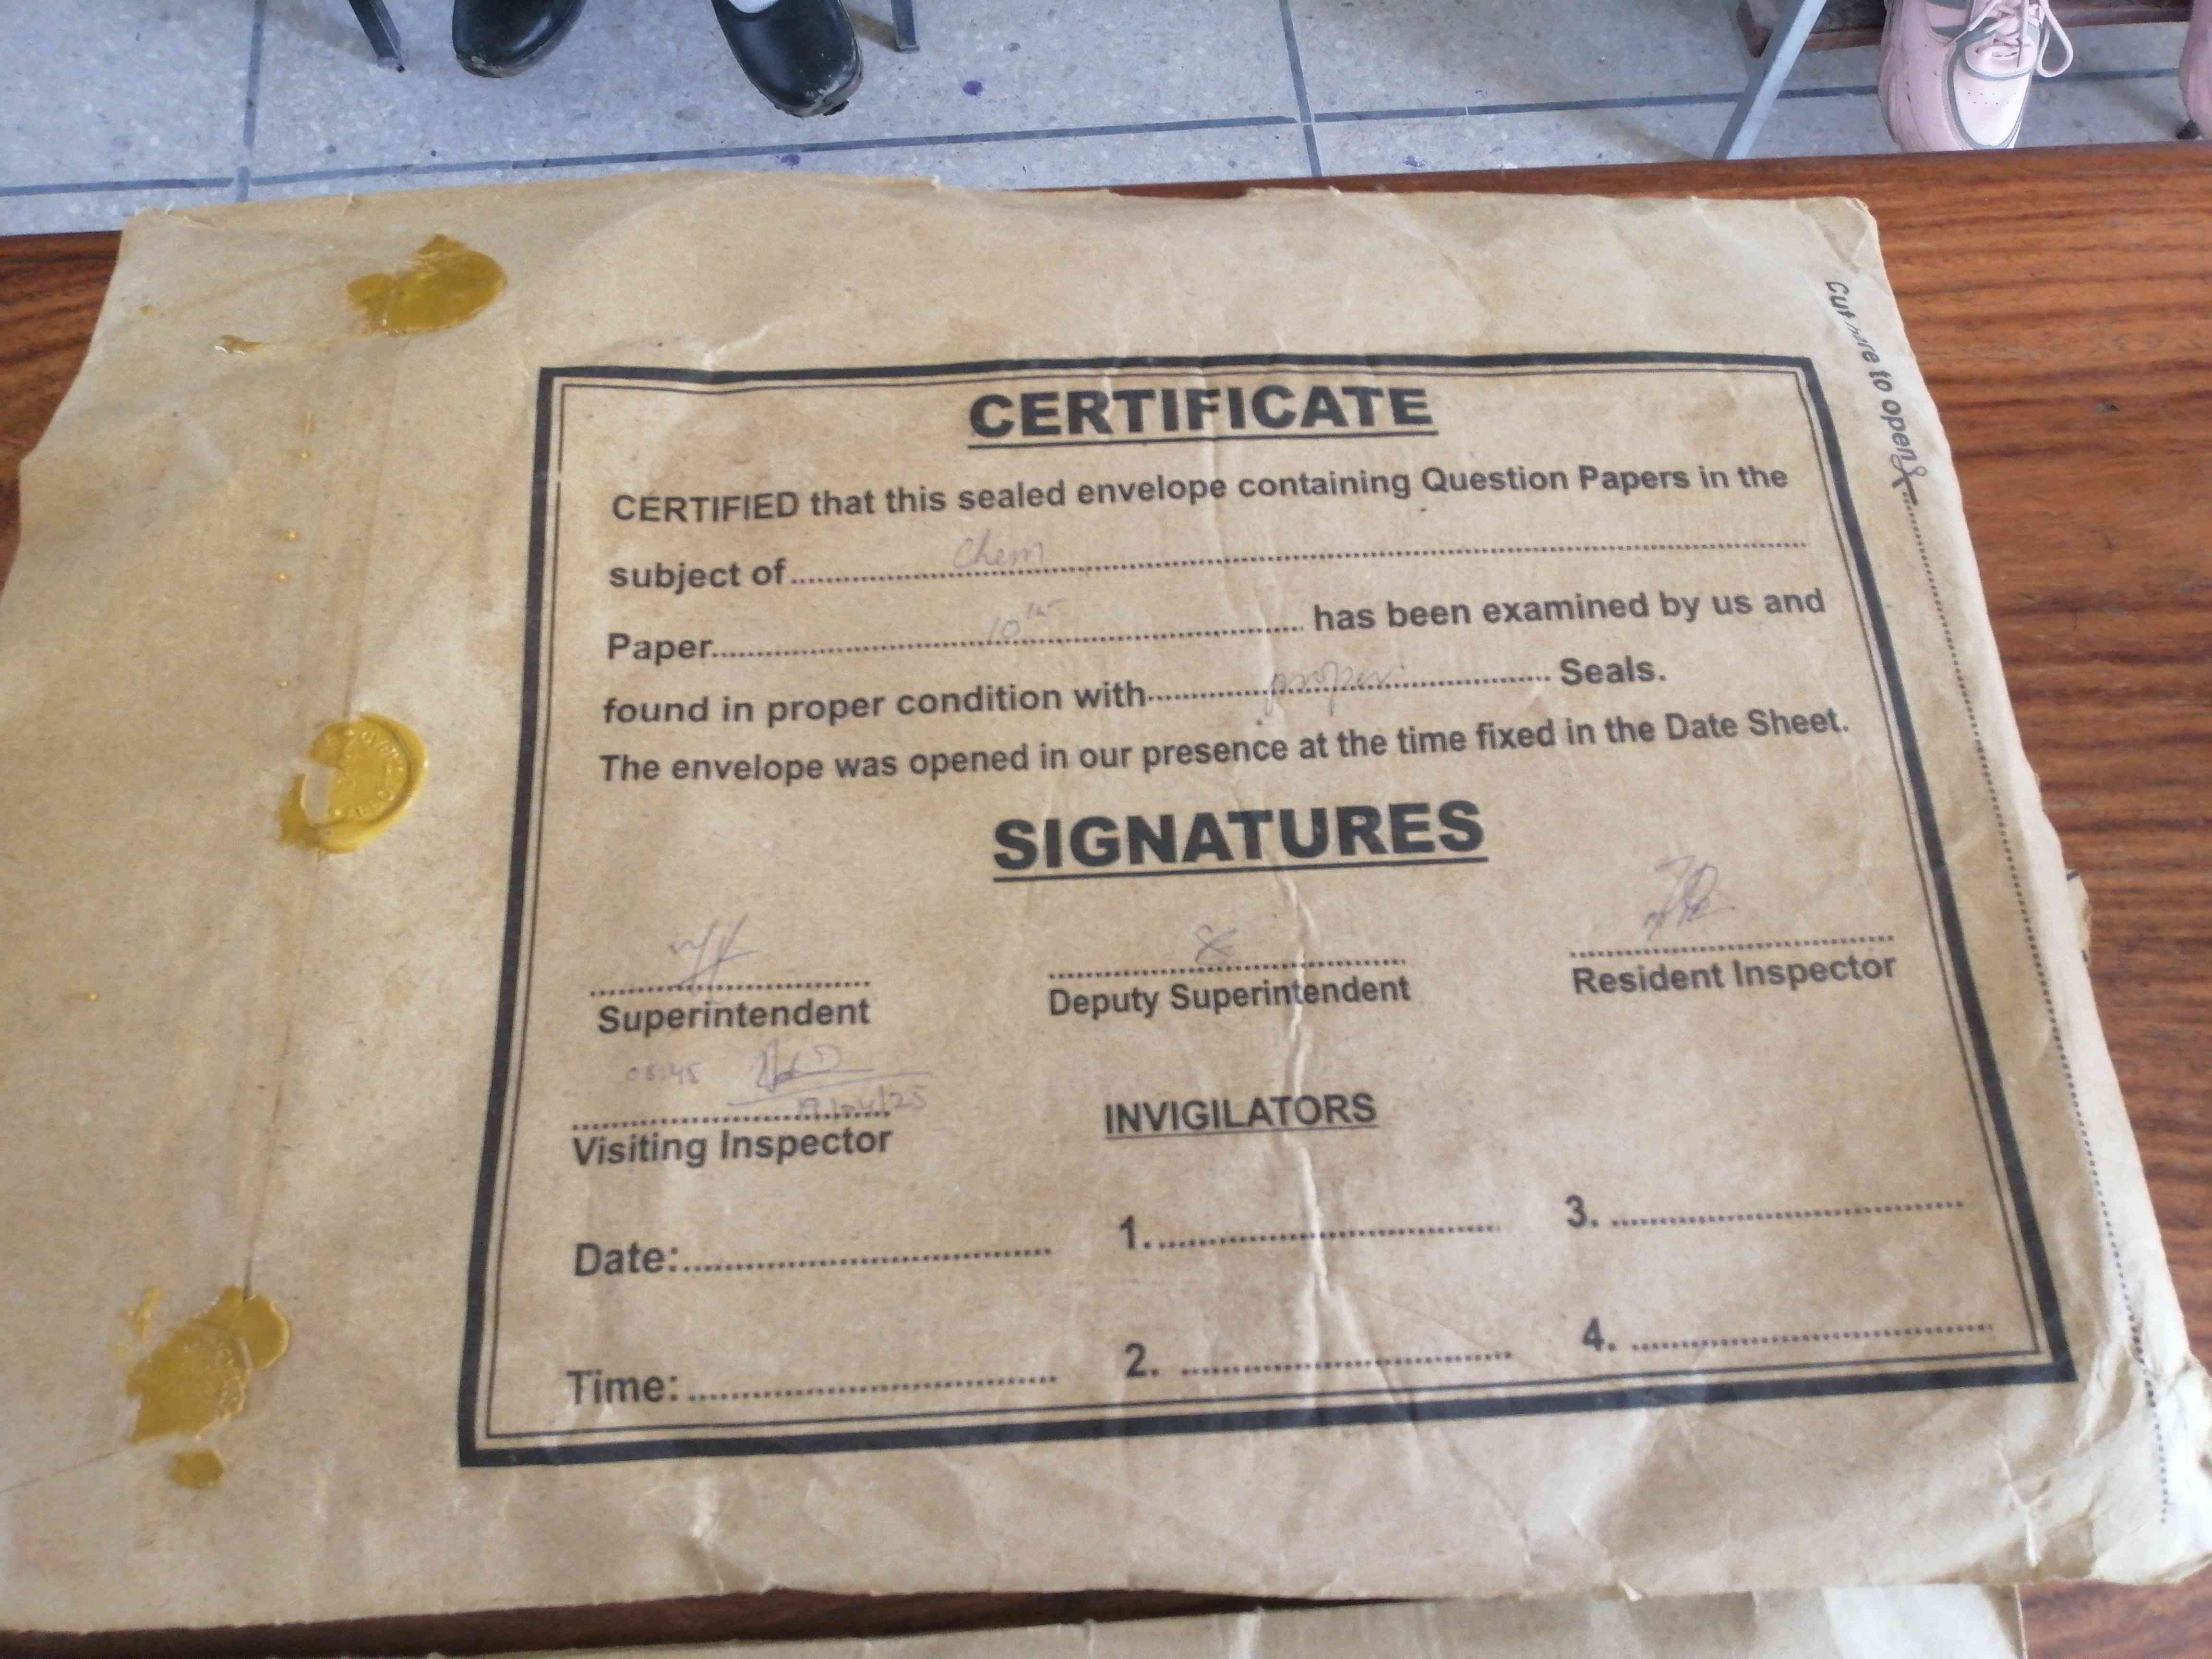 Cut here to open
CERTIFICATE
CERTIFIED that this sealed envelope containing Question Papers in the
subject of.......... Chem ..........
Paper.......... 10th .......... has been examined by us and
found in proper condition with.......... proper .......... Seals.
The envelope was opened in our presence at the time fixed in the Date Sheet.
SIGNATURES
Superintendent Deputy Superintendent Resident Inspector
08:45
Visiting Inspector INVIGILATORS
Date:.......... 1........... 3. ..........
Time:.......... 2. .......... 4. ..........